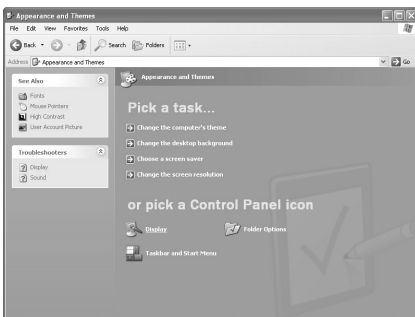 Appearance and Themes
File Edit View Favorites Tools Help
Back Search Folders
Address Appearance and Themes Go
See Also
Fonts
Mouse Pointers
High Contrast
User Account Picture
Troubleshooters
Display
Sound
Appearance and Themes
Pick a task...
Change the computer's theme
Change the desktop background
Choose a screen saver
Change the screen resolution
or pick a Control Panel icon
Display Folder Options
Taskbar and Start Menu